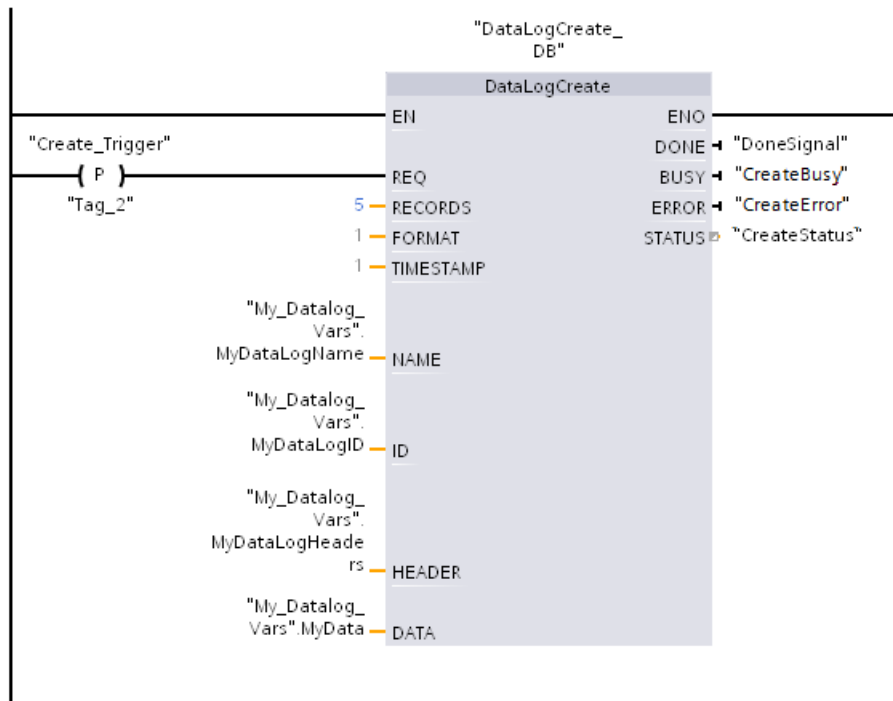 "DataLogCreate_
DB"
DataLogCreate
EN
ENO
"Create_Trigger"
DONE
"DoneSignal"
P
REQ
BUSY
"CreateBusy"
"Tag_2"
5
RECORDS
ERROR
"CreateError"
1
FORMAT
STATUS
"CreateStatus"
1
TIMESTAMP
"My_Datalog_
Vars".
MyDataLogName
NAME
"My_Datalog_
Vars".
MyDataLogID
ID
"My_Datalog_
Vars".
MyDataLogHeade
rs
HEADER
"My_Datalog_
Vars".MyData
DATA